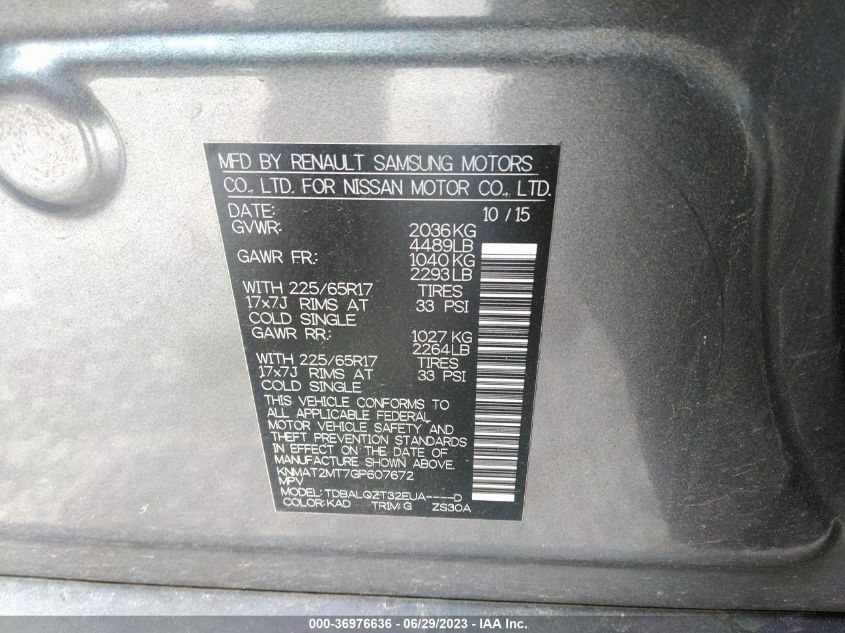 MFD BY RENAULT SAMSUNG MOTORS
CO., LTD. FOR NISSAN MOTOR CO., LTD.
DATE: 10 / 15
GVWR: 2036KG
4489LB
GAWR FR: 1040KG
2293LB
WITH 225/65R17 TIRES
17x7J RIMS AT 33 PSI
COLD SINGLE
GAWR RR: 1027KG
2264LB
WITH 225/65R17 TIRES
17x7J RIMS AT 33 PSI
COLD SINGLE
THIS VEHICLE CONFORMS TO
ALL APPLICABLE FEDERAL
MOTOR VEHICLE SAFETY AND
THEFT PREVENTION STANDARDS
IN EFFECT ON THE DATE OF
MANUFACTURE SHOWN ABOVE.
KNMAT2MT7GP607672
MPV
MODEL: TDBALQZT32EUA----D
COLOR:KAD TRIM:G ZS30A
000-36976636 - 06/29/2023 - IAA Inc.